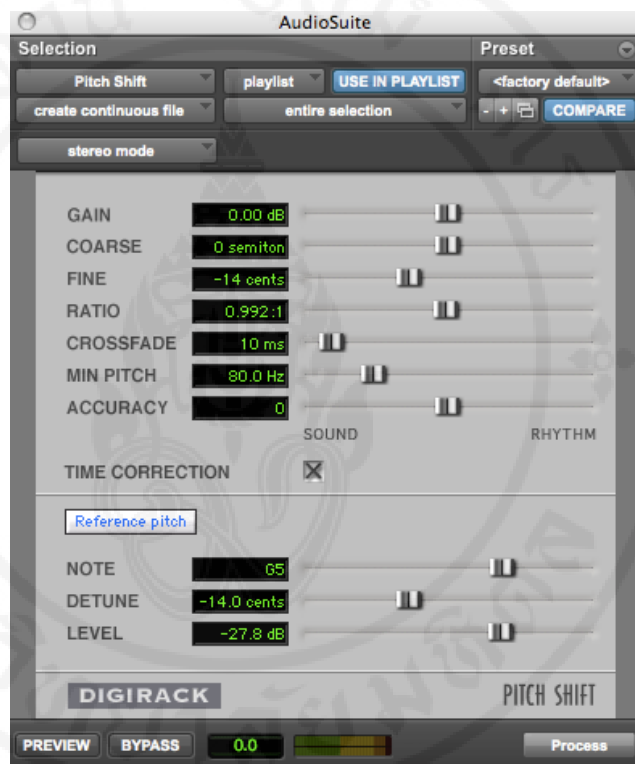 AudioSuite
Selection Preset
Pitch Shift playlist USE IN PLAYLIST <factory default>
create continuous file entire selection - + COMPARE
stereo mode
GAIN 0.00 dB
COARSE 0 semiton
FINE -14 cents
RATIO 0.992:1
CROSSFADE 10 ms
MIN PITCH 80.0 Hz
ACCURACY 0
SOUND RHYTHM
TIME CORRECTION
Reference pitch
NOTE G5
DETUNE -14.0 cents
LEVEL -27.8 dB
DIGIRACK PITCH SHIFT
PREVIEW BYPASS 0.0 Process